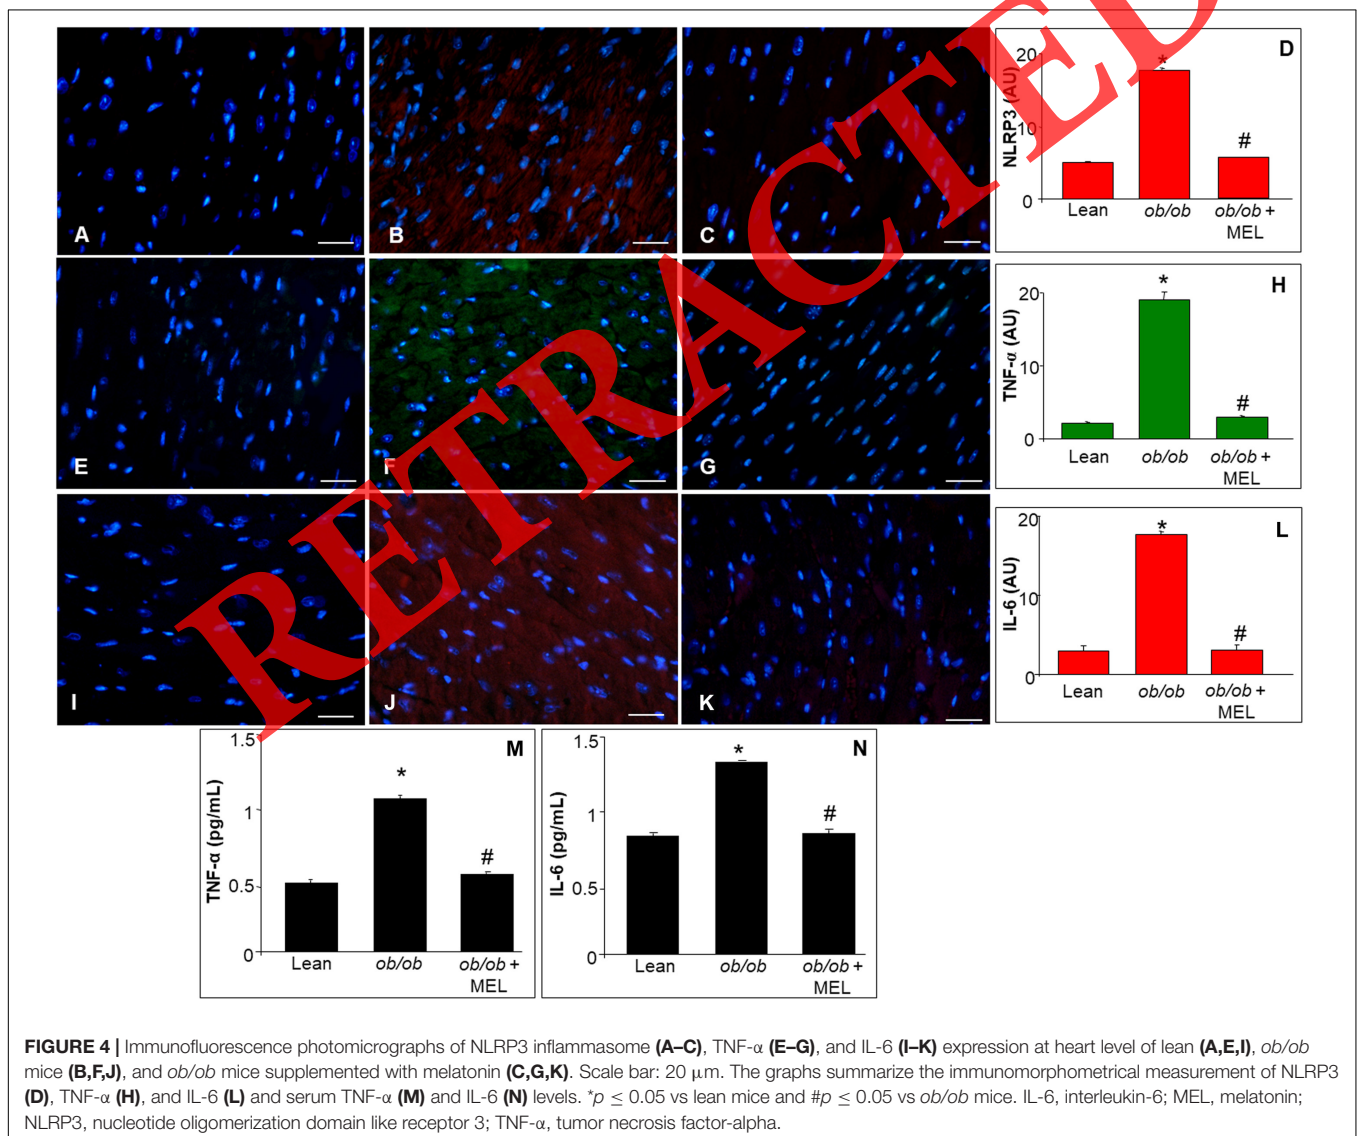 RETRACTED
A
B
C
D
NLRP3 (AU)
20
10
0
*
#
Lean
ob/ob
ob/ob +
MEL
E
F
G
H
TNF-α (AU)
20
10
0
*
#
Lean
ob/ob
ob/ob +
MEL
I
J
K
L
IL-6 (AU)
20
10
0
*
#
Lean
ob/ob
ob/ob +
MEL
M
TNF-α (pg/mL)
1.5
1
0.5
0
*
#
Lean
ob/ob
ob/ob +
MEL
N
IL-6 (pg/mL)
1.5
1
0.5
0
*
#
Lean
ob/ob
ob/ob +
MEL
FIGURE 4 | Immunofluorescence photomicrographs of NLRP3 inflammasome (A–C), TNF-α (E–G), and IL-6 (I–K) expression at heart level of lean (A,E,I), ob/ob
mice (B,F,J), and ob/ob mice supplemented with melatonin (C,G,K). Scale bar: 20 μm. The graphs summarize the immunomorphometrical measurement of NLRP3
(D), TNF-α (H), and IL-6 (L) and serum TNF-α (M) and IL-6 (N) levels. *p ≤ 0.05 vs lean mice and #p ≤ 0.05 vs ob/ob mice. IL-6, interleukin-6; MEL, melatonin;
NLRP3, nucleotide oligomerization domain like receptor 3; TNF-α, tumor necrosis factor-alpha.